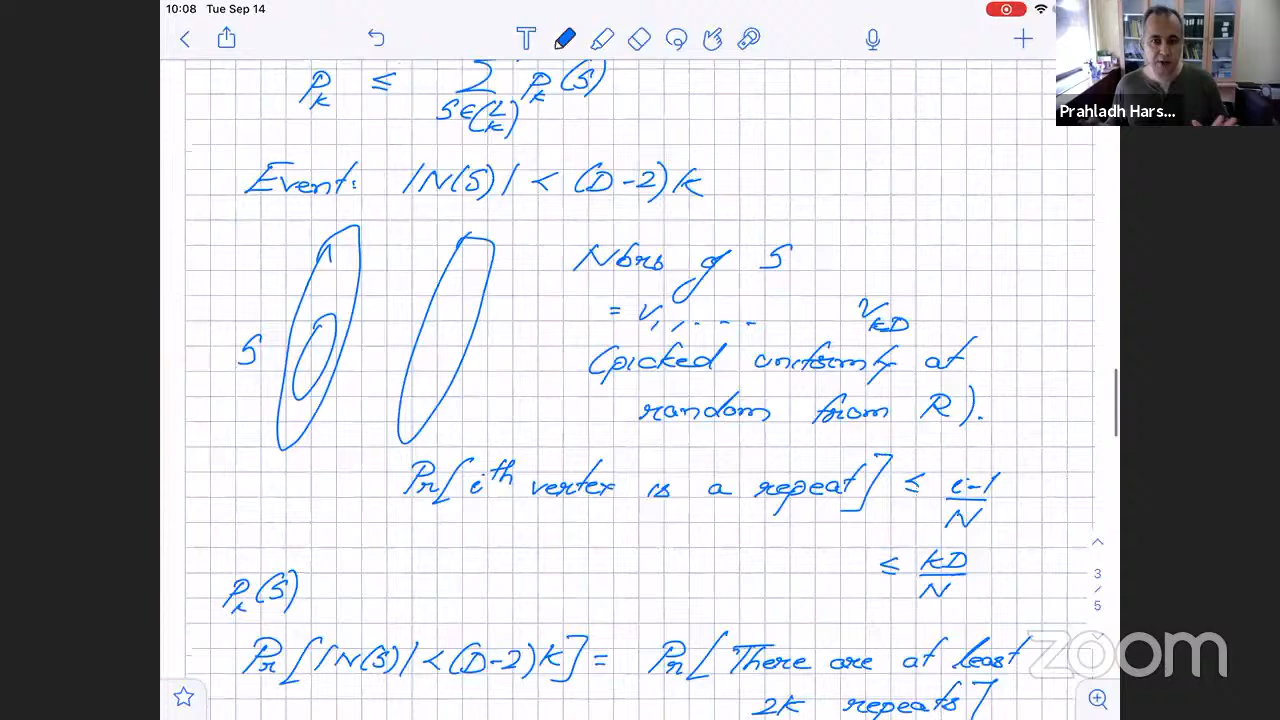 10:08 Tue Sep 14
Prahladh Hars...
P_k ≤ Σ_{S∈(L k)} P_k(S)
Event: |N(S)| < (D-2)k
Nbrs of S
= v_1, . . . . v_{kD}
S
(picked uniformly at
random from R).
Pr[ i^th vertex is a repeat ] ≤ i-1/N
≤ kD/N
P_k(S)
Pr[ |N(S)| < (D-2)k ] = Pr[ There are at least
2k repeats ]
3
/
5
zoom